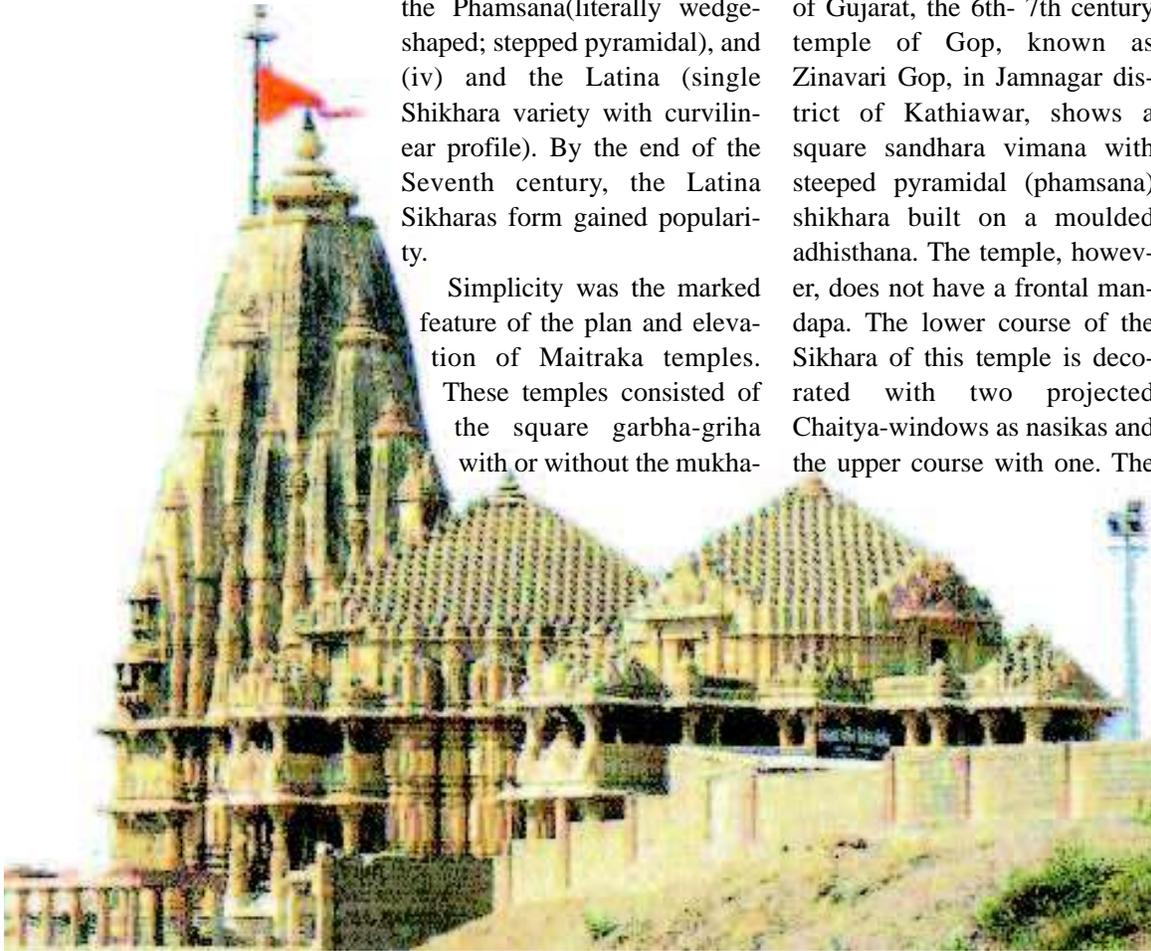 the Phamsana(literally wedge-
shaped; stepped pyramidal), and
(iv) and the Latina (single
Shikhara variety with curvilin-
ear profile). By the end of the
Seventh century, the Latina
Sikharas form gained populari-
ty.
Simplicity was the marked
feature of the plan and eleva-
tion of Maitraka temples.
These temples consisted of
the square garbha-griha
with or without the mukha-
of Gujarat, the 6th- 7th century
temple of Gop, known as
Zinavari Gop, in Jamnagar dis-
trict of Kathiawar, shows a
square sandhara vimana with
steeped pyramidal (phamsana)
shikhara built on a moulded
adhisthana. The temple, howev-
er, does not have a frontal man-
dapa. The lower course of the
Sikhara of this temple is deco-
rated with two projected
Chaitya-windows as nasikas and
the upper course with one. The